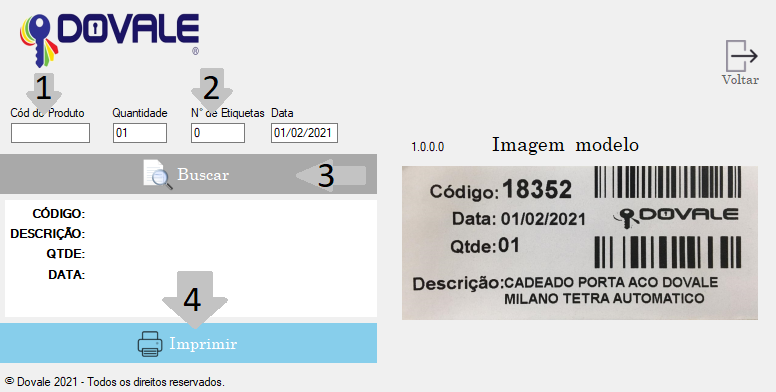 DOVALE ®
1
2
Cód do Produto Quantidade N° de Etiquetas Data
01 0 01/02/2021
Buscar
3
CÓDIGO:
DESCRIÇÃO:
QTDE:
DATA:
4
Imprimir
© Dovale 2021 - Todos os direitos reservados.
Voltar
1.0.0.0 Imagem modelo
Código: 18352
Data: 01/02/2021
DOVALE
Qtde: 01
Descrição: CADEADO PORTA ACO DOVALE
MILANO TETRA AUTOMATICO